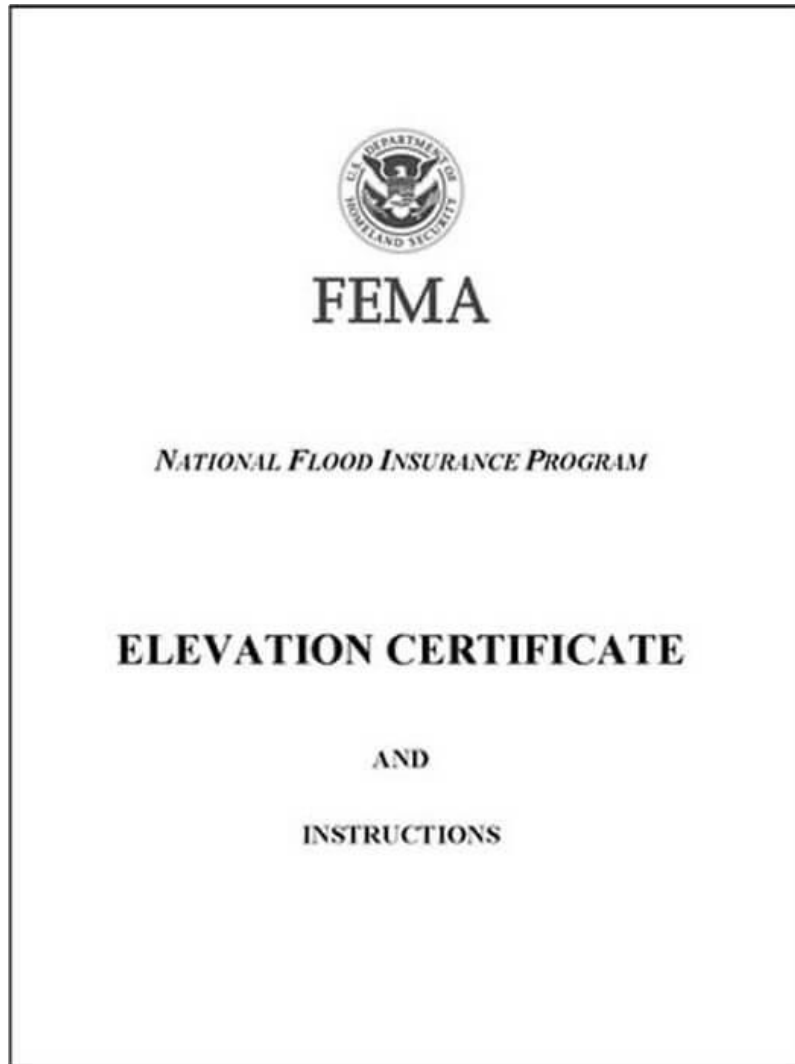 U.S. DEPARTMENT OF
HOMELAND SECURITY
FEMA
NATIONAL FLOOD INSURANCE PROGRAM
ELEVATION CERTIFICATE
AND
INSTRUCTIONS